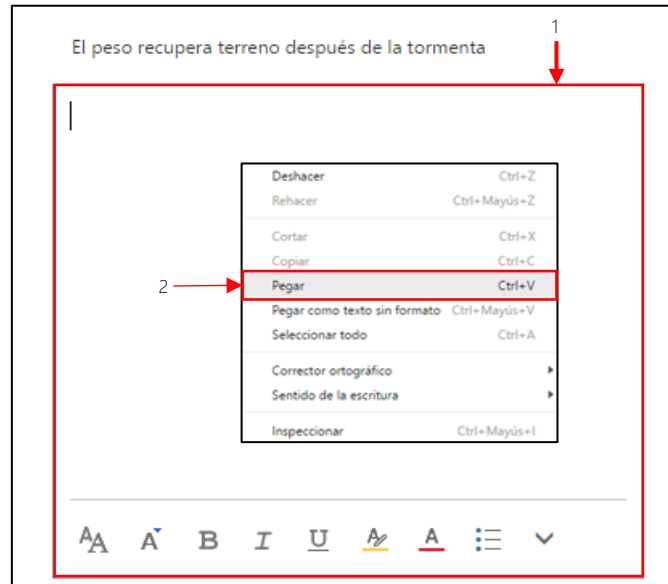 1
El peso recupera terreno después de la tormenta
Deshacer Ctrl+Z
Rehacer Ctrl+Mayús+Z
Cortar Ctrl+X
Copiar Ctrl+C
2 Pegar Ctrl+V
Pegar como texto sin formato Ctrl+Mayús+V
Seleccionar todo Ctrl+A
Corrector ortográfico
Sentido de la escritura
Inspeccionar Ctrl+Mayús+I
AA A B I U A A